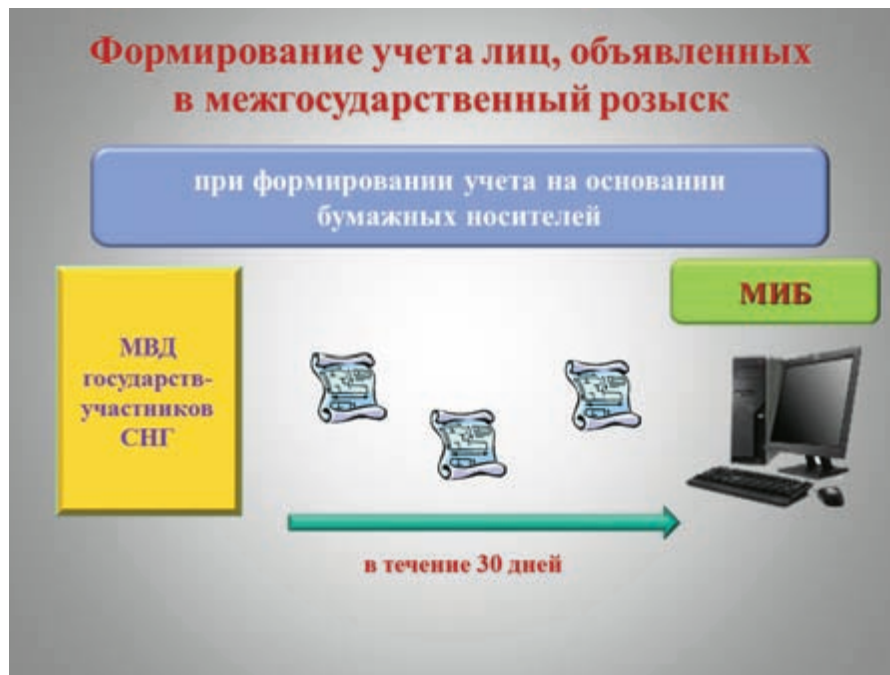 Формирование учета лиц, объявленных
в межгосударственный розыск
при формировании учета на основании
бумажных носителей
МИБ
МВД
государств-
участников
СНГ
в течение 30 дней